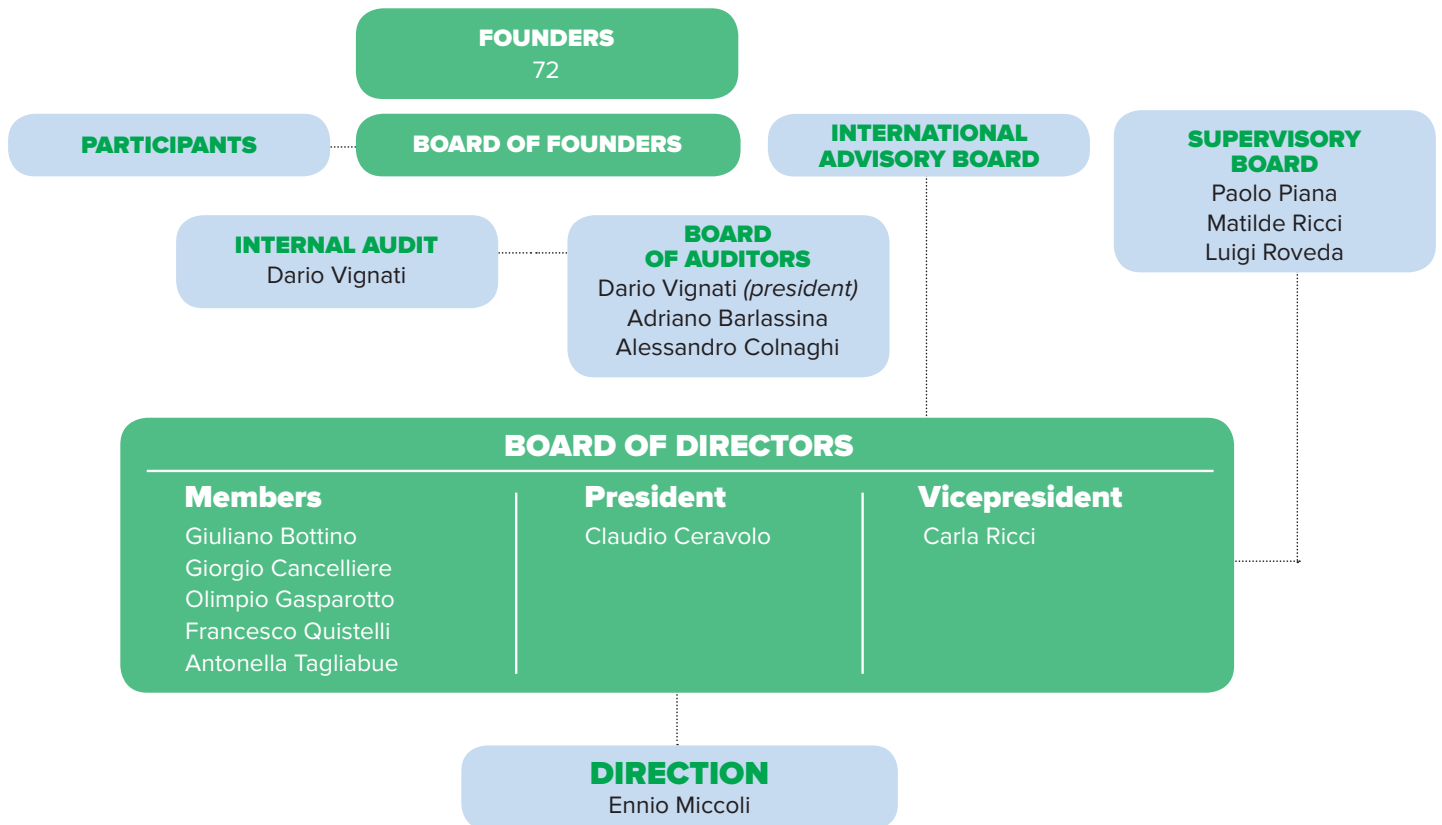 FOUNDERS
72
PARTICIPANTS
BOARD OF FOUNDERS
INTERNATIONAL
ADVISORY BOARD
SUPERVISORY
BOARD
Paolo Piana
Matilde Ricci
Luigi Roveda
INTERNAL AUDIT
Dario Vignati
BOARD
OF AUDITORS
Dario Vignati (president)
Adriano Barlassina
Alessandro Colnaghi
BOARD OF DIRECTORS
Members
Giuliano Bottino
Giorgio Cancelliere
Olimpio Gasparotto
Francesco Quistelli
Antonella Tagliabue
President
Claudio Ceravolo
Vicepresident
Carla Ricci
DIRECTION
Ennio Miccoli